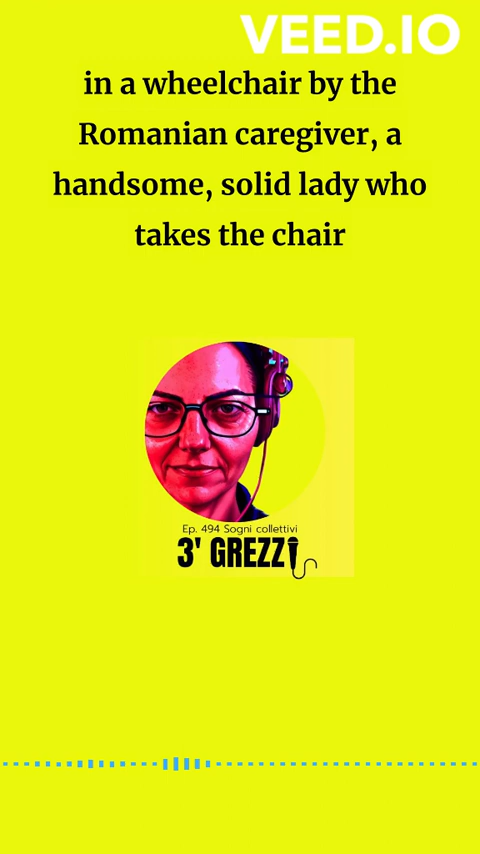 VEED.IO
in a wheelchair by the
Romanian caregiver, a
handsome, solid lady who
takes the chair
Ep. 494 Sogni collettivi
3' GREZZI